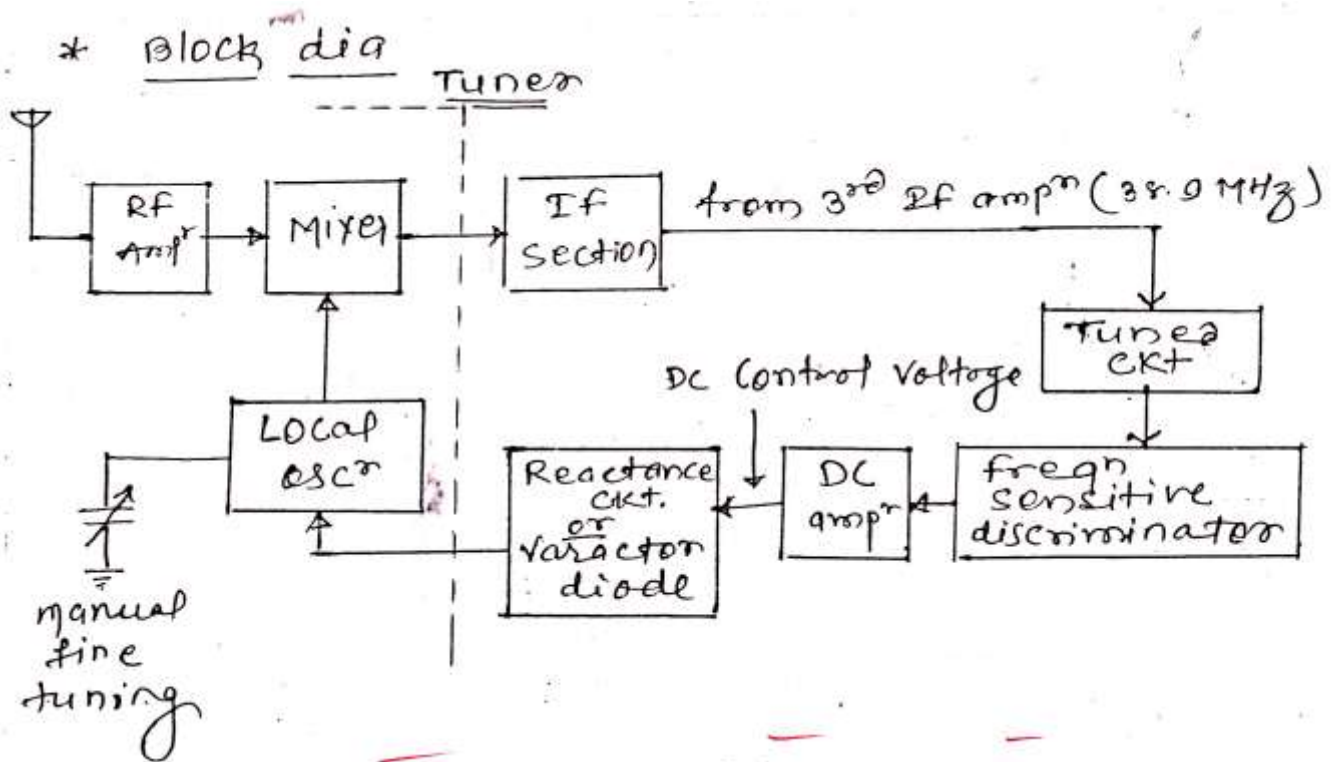 * Block dia
Tuner
RF
Ampr
Mixer
If
section
from 3rd If ampn (38.9 MHz)
Tuned
ckt
DC Control voltage
Local
oscr
Reactance
ckt.
or
varactor
diode
DC
ampr
freqn
sensitive
discriminator
manual
fine
tuning